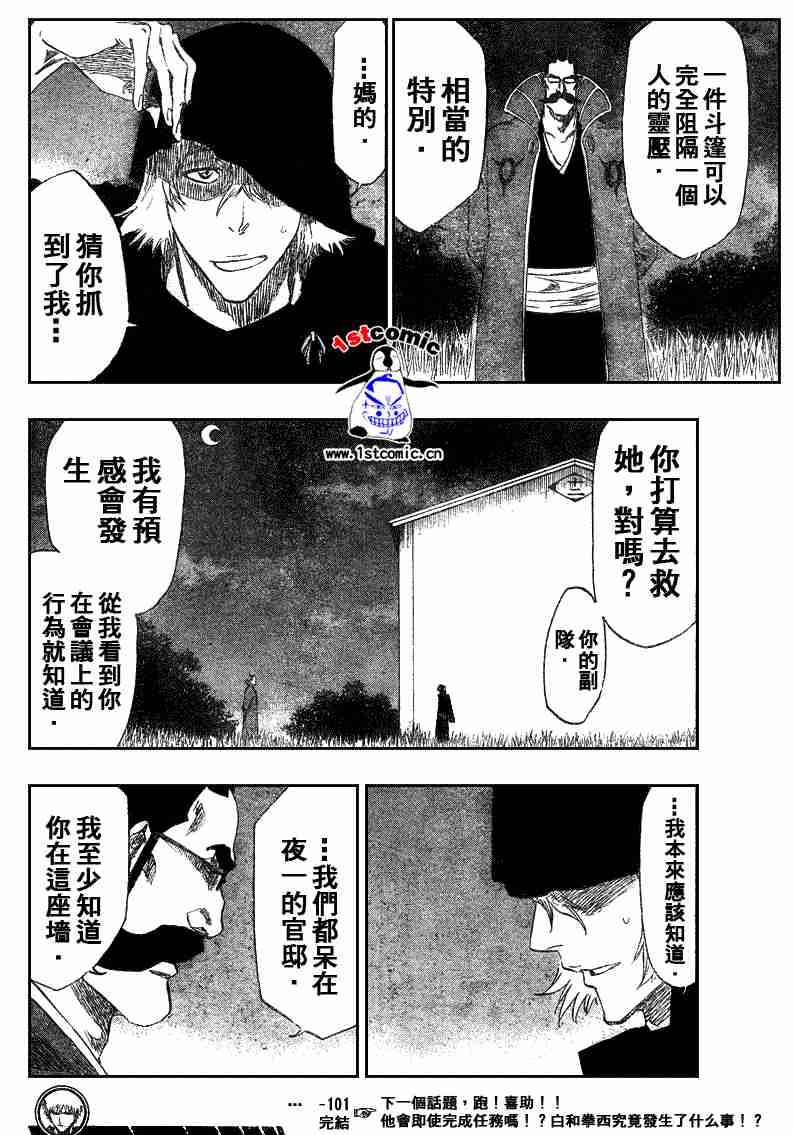 一件斗篷可以
完全阻隔一個
人的靈壓．
相當的
特別．
…媽的．
猜你抓
到了我…
1stcomic
www.1stcomic.cn
你打算去救
她，對嗎？
你的副
隊．
我有預
感會發
生
從我看到你
在會議上的
行為就知道．
…我本來應該知道．
…我們都呆在
夜一的官邸．
我至少知道
你在這座墻．
…
-101
完結
☞下一個話題，跑！喜助！！
他會即使完成任務嗎！？白和拳西究竟發生了什么事！？